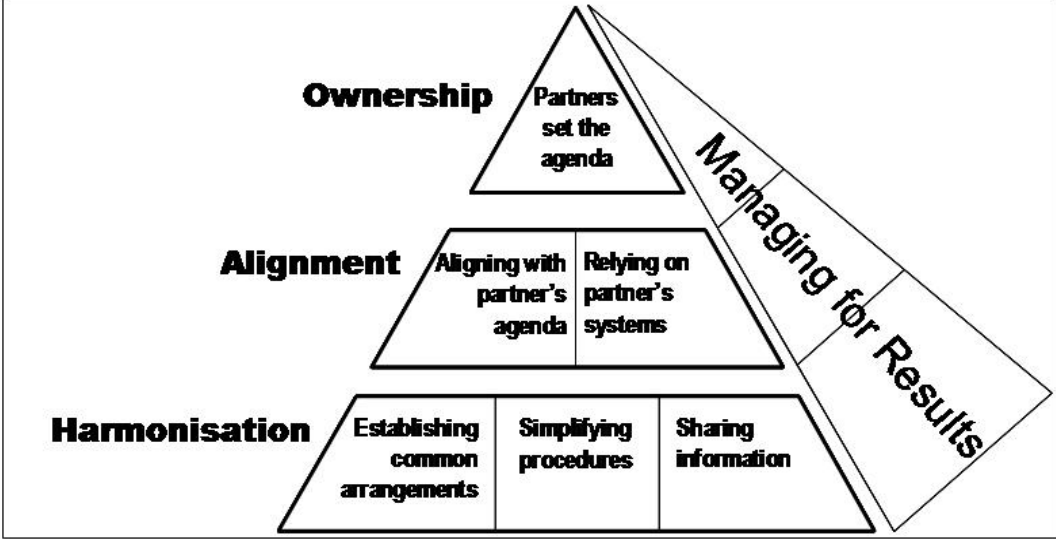 Ownership
Partners
set the
agenda
Alignment
Aligning with
partner's
agenda
Relying on
partner's
systems
Harmonisation
Establishing
common
arrangements
Simplifying
procedures
Sharing
information
Managing for Results